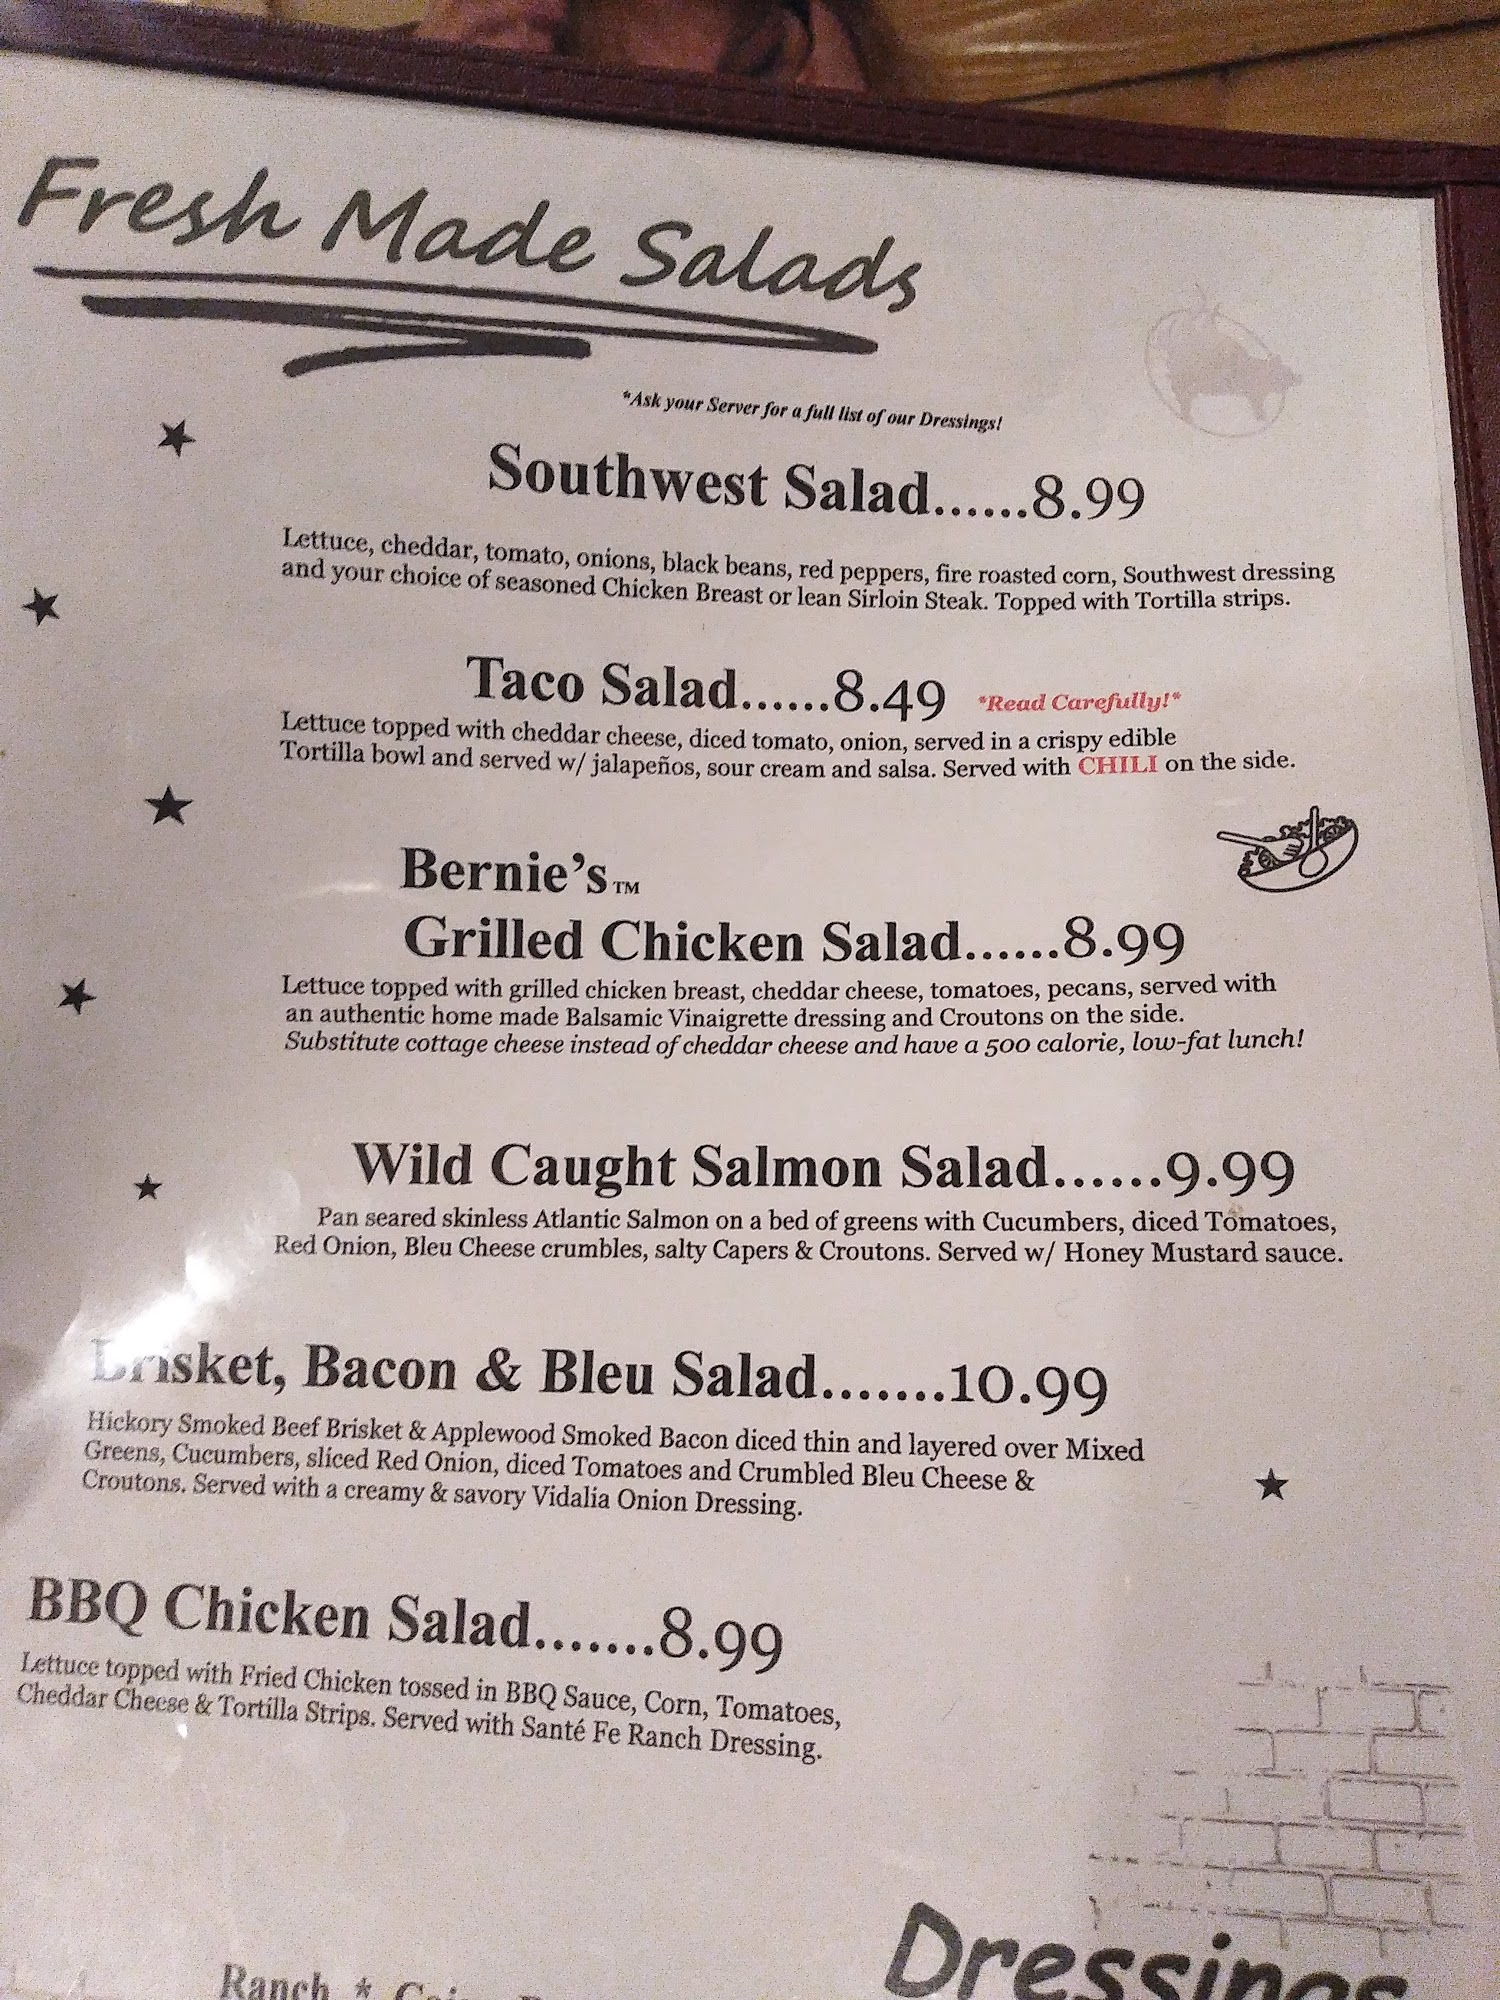 Fresh Made Salads
*Ask your Server for a full list of our Dressings!
Southwest Salad......8.99
Lettuce, cheddar, tomato, onions, black beans, red peppers, fire roasted corn, Southwest dressing
and your choice of seasoned Chicken Breast or lean Sirloin Steak. Topped with Tortilla strips.
Taco Salad......8.49 *Read Carefully!*
Lettuce topped with cheddar cheese, diced tomato, onion, served in a crispy edible
Tortilla bowl and served w/ jalapeños, sour cream and salsa. Served with CHILI on the side.
Bernie's™
Grilled Chicken Salad......8.99
Lettuce topped with grilled chicken breast, cheddar cheese, tomatoes, pecans, served with
an authentic home made Balsamic Vinaigrette dressing and Croutons on the side.
Substitute cottage cheese instead of cheddar cheese and have a 500 calorie, low-fat lunch!
Wild Caught Salmon Salad......9.99
Pan seared skinless Atlantic Salmon on a bed of greens with Cucumbers, diced Tomatoes,
Red Onion, Bleu Cheese crumbles, salty Capers & Croutons. Served w/ Honey Mustard sauce.
Brisket, Bacon & Bleu Salad.......10.99
Hickory Smoked Beef Brisket & Applewood Smoked Bacon diced thin and layered over Mixed
Greens, Cucumbers, sliced Red Onion, diced Tomatoes and Crumbled Bleu Cheese &
Croutons. Served with a creamy & savory Vidalia Onion Dressing.
BBQ Chicken Salad.......8.99
Lettuce topped with Fried Chicken tossed in BBQ Sauce, Corn, Tomatoes,
Cheddar Cheese & Tortilla Strips. Served with Santé Fe Ranch Dressing.
Dressings
Ranch *